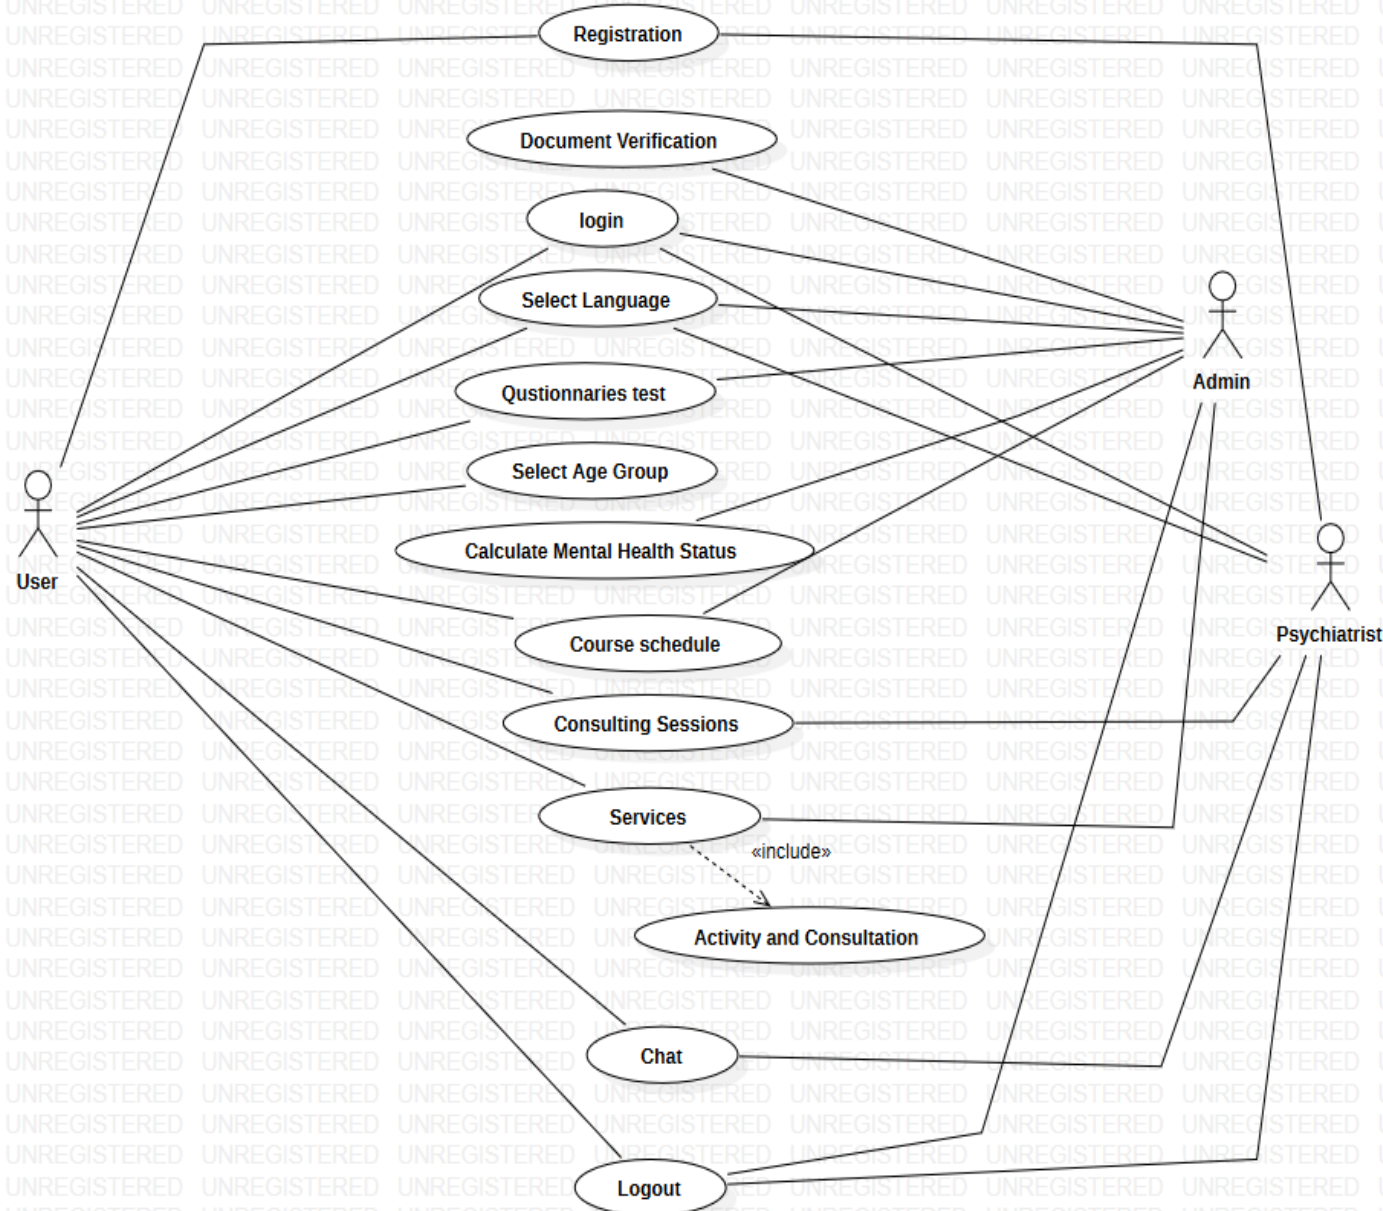 Registration
Document Verification
login
Select Language
Admin
Qustionnaries test
Select Age Group
Calculate Mental Health Status
User
Psychiatrist
Course schedule
Consulting Sessions
Services
«include»
Activity and Consultation
Chat
Logout
UNREGISTERED